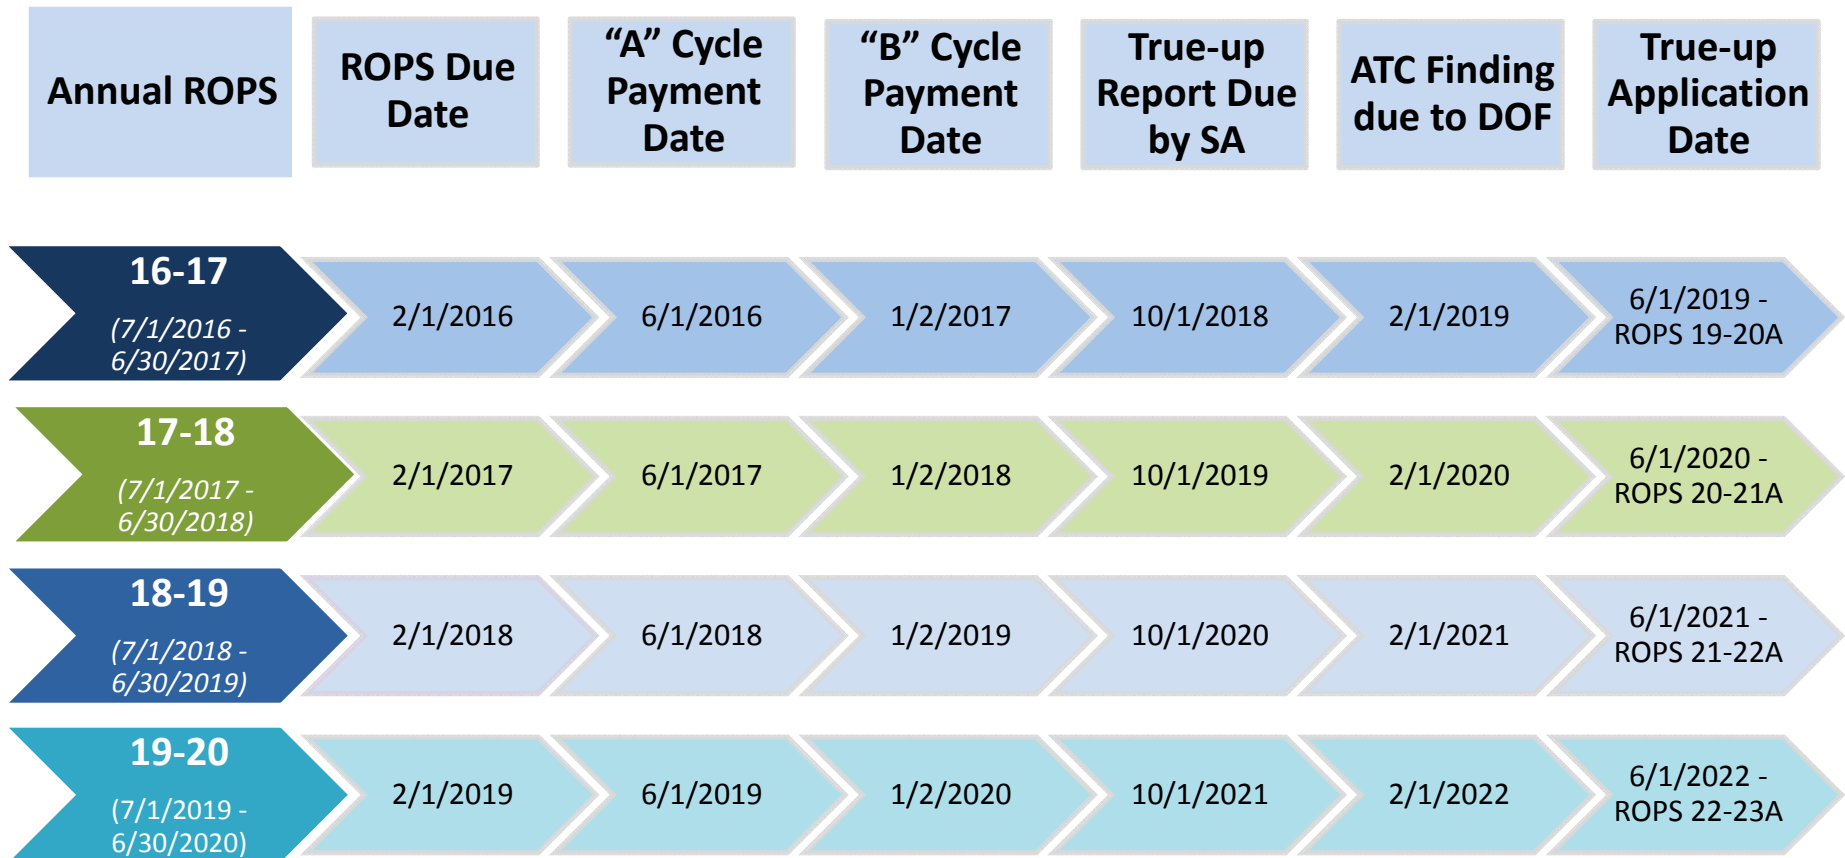 Annual ROPS
ROPS Due
Date
“A” Cycle
Payment
Date
“B” Cycle
Payment
Date
True-up
Report Due
by SA
ATC Finding
due to DOF
True-up
Application
Date
16-17
(7/1/2016 -
6/30/2017)
2/1/2016
6/1/2016
1/2/2017
10/1/2018
2/1/2019
6/1/2019 -
ROPS 19-20A
17-18
(7/1/2017 -
6/30/2018)
2/1/2017
6/1/2017
1/2/2018
10/1/2019
2/1/2020
6/1/2020 -
ROPS 20-21A
18-19
(7/1/2018 -
6/30/2019)
2/1/2018
6/1/2018
1/2/2019
10/1/2020
2/1/2021
6/1/2021 -
ROPS 21-22A
19-20
(7/1/2019 -
6/30/2020)
2/1/2019
6/1/2019
1/2/2020
10/1/2021
2/1/2022
6/1/2022 -
ROPS 22-23A